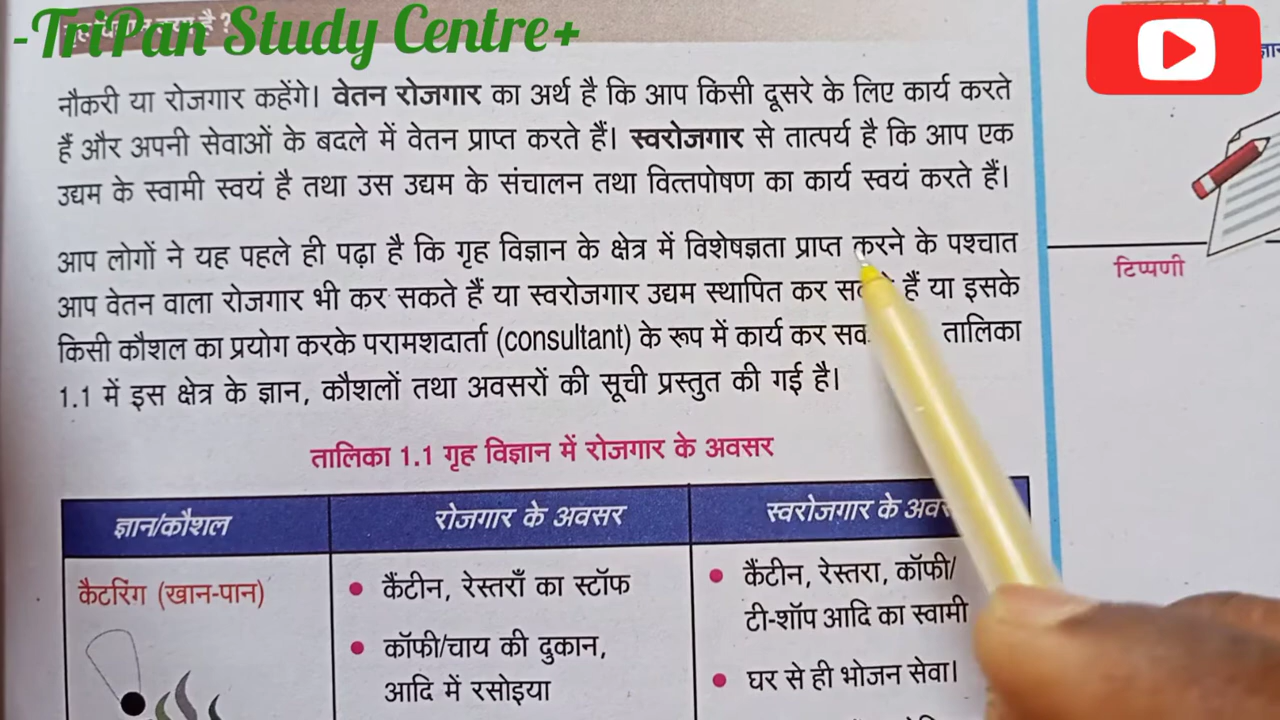 -TriPan Study Centre+
नौकरी या रोजगार कहेंगे। वेतन रोजगार का अर्थ है कि आप किसी दूसरे के लिए कार्य करते
हैं और अपनी सेवाओं के बदले में वेतन प्राप्त करते हैं। स्वरोजगार से तात्पर्य है कि आप एक
उद्यम के स्वामी स्वयं है तथा उस उद्यम के संचालन तथा वित्तपोषण का कार्य स्वयं करते हैं।
आप लोगों ने यह पहले ही पढ़ा है कि गृह विज्ञान के क्षेत्र में विशेषज्ञता प्राप्त करने के पश्चात
आप वेतन वाला रोजगार भी कर सकते हैं या स्वरोजगार उद्यम स्थापित कर हैं या इसके
किसी कौशल का प्रयोग करके परामशदार्ता (consultant) के रूप में कार्य कर तालिका
1.1 में इस क्षेत्र के ज्ञान, कौशलों तथा अवसरों की सूची प्रस्तुत की गई है।
टिप्पणी
तालिका 1.1 गृह विज्ञान में रोजगार के अवसर
ज्ञान/कौशल रोजगार के अवसर स्वरोजगार के
कैटरिंग (खान-पान)
• कैंटीन, रेस्तराँ का स्टॉफ
• कॉफी/चाय की दुकान,
आदि में रसोइया
• कैंटीन, रेस्तरा, कॉफी/
टी-शॉप आदि का स्वामी
• घर से ही भोजन सेवा।